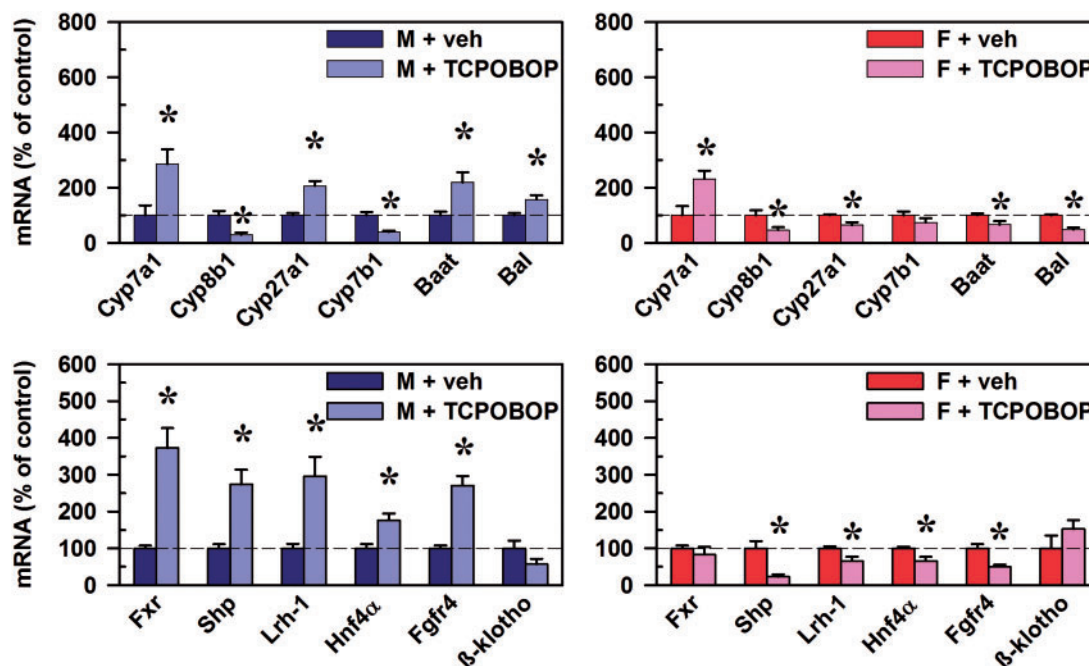 mRNA (% of control)
800
600
400
200
0
M + veh
M + TCPOBOP
*
*
*
*
*
*
Cyp7a1
Cyp8b1
Cyp27a1
Cyp7b1
Baat
Bal
800
600
400
200
0
F + veh
F + TCPOBOP
*
*
*
*
*
Cyp7a1
Cyp8b1
Cyp27a1
Cyp7b1
Baat
Bal
mRNA (% of control)
600
500
400
300
200
100
0
M + veh
M + TCPOBOP
*
*
*
*
*
Fxr
Shp
Lrh-1
Hnf4α
Fgfr4
ß-klotho
600
500
400
300
200
100
0
F + veh
F + TCPOBOP
*
*
*
*
Fxr
Shp
Lrh-1
Hnf4α
Fgfr4
ß-klotho